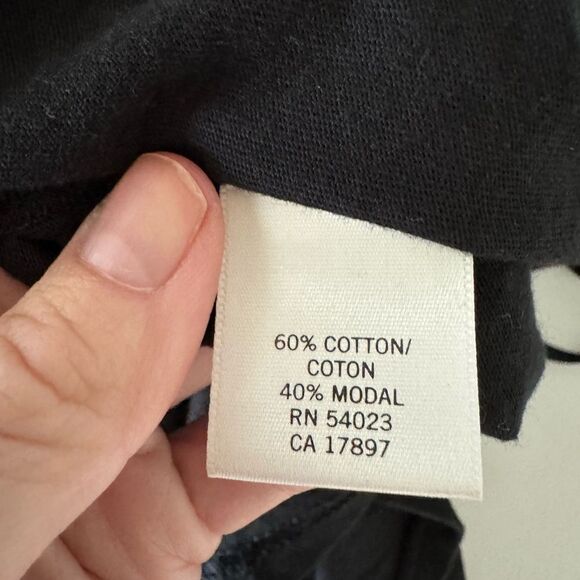 60% COTTON/
COTON
40% MODAL
RN 54023
CA 17897